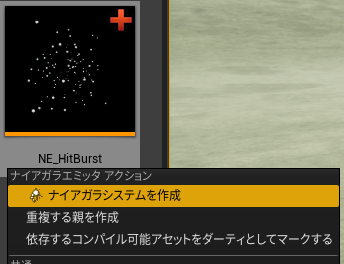 NE_HitBurst
ナイアガラエミッタ アクション
ナイアガラシステムを作成
重複する親を作成
依存するコンパイル可能アセットをダーティとしてマークする
共通